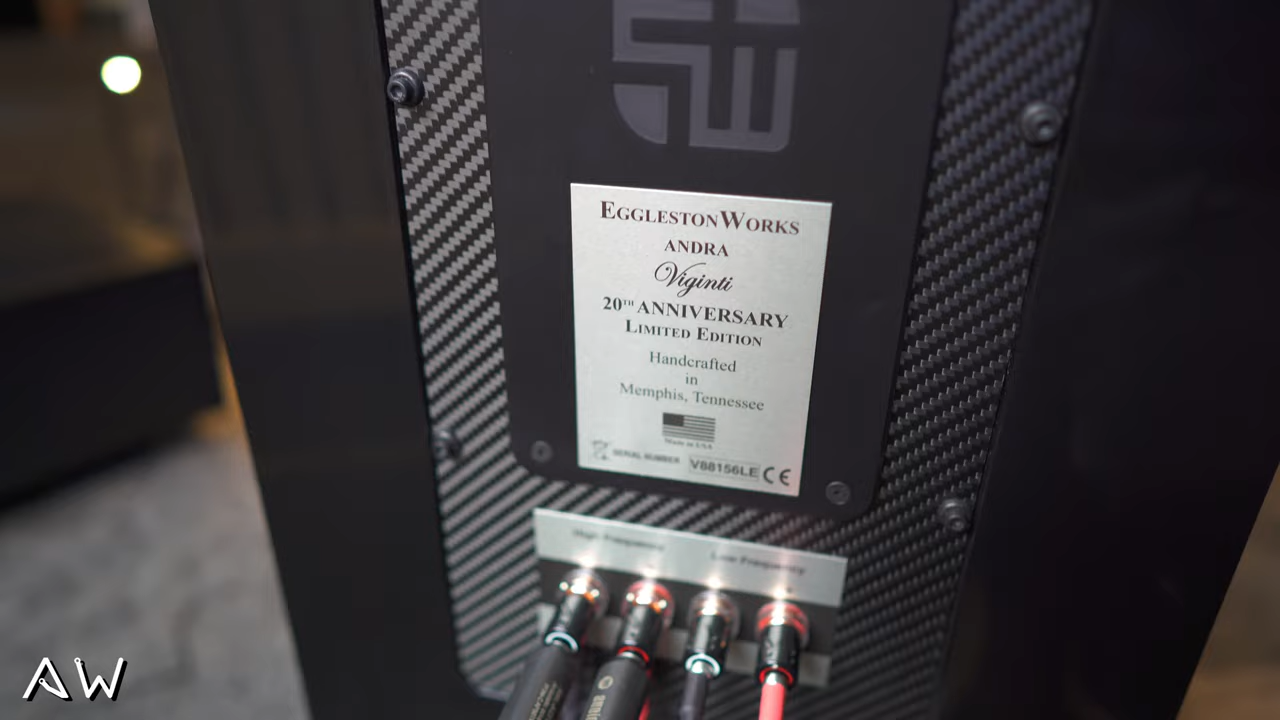 EGGLESTONWORKS
ANDRA
Viginti
20TH ANNIVERSARY
LIMITED EDITION
Handcrafted
in
Memphis, Tennessee
Made in USA
SERIAL NUMBER V88156LE CE
High Frequency Low Frequency
AW